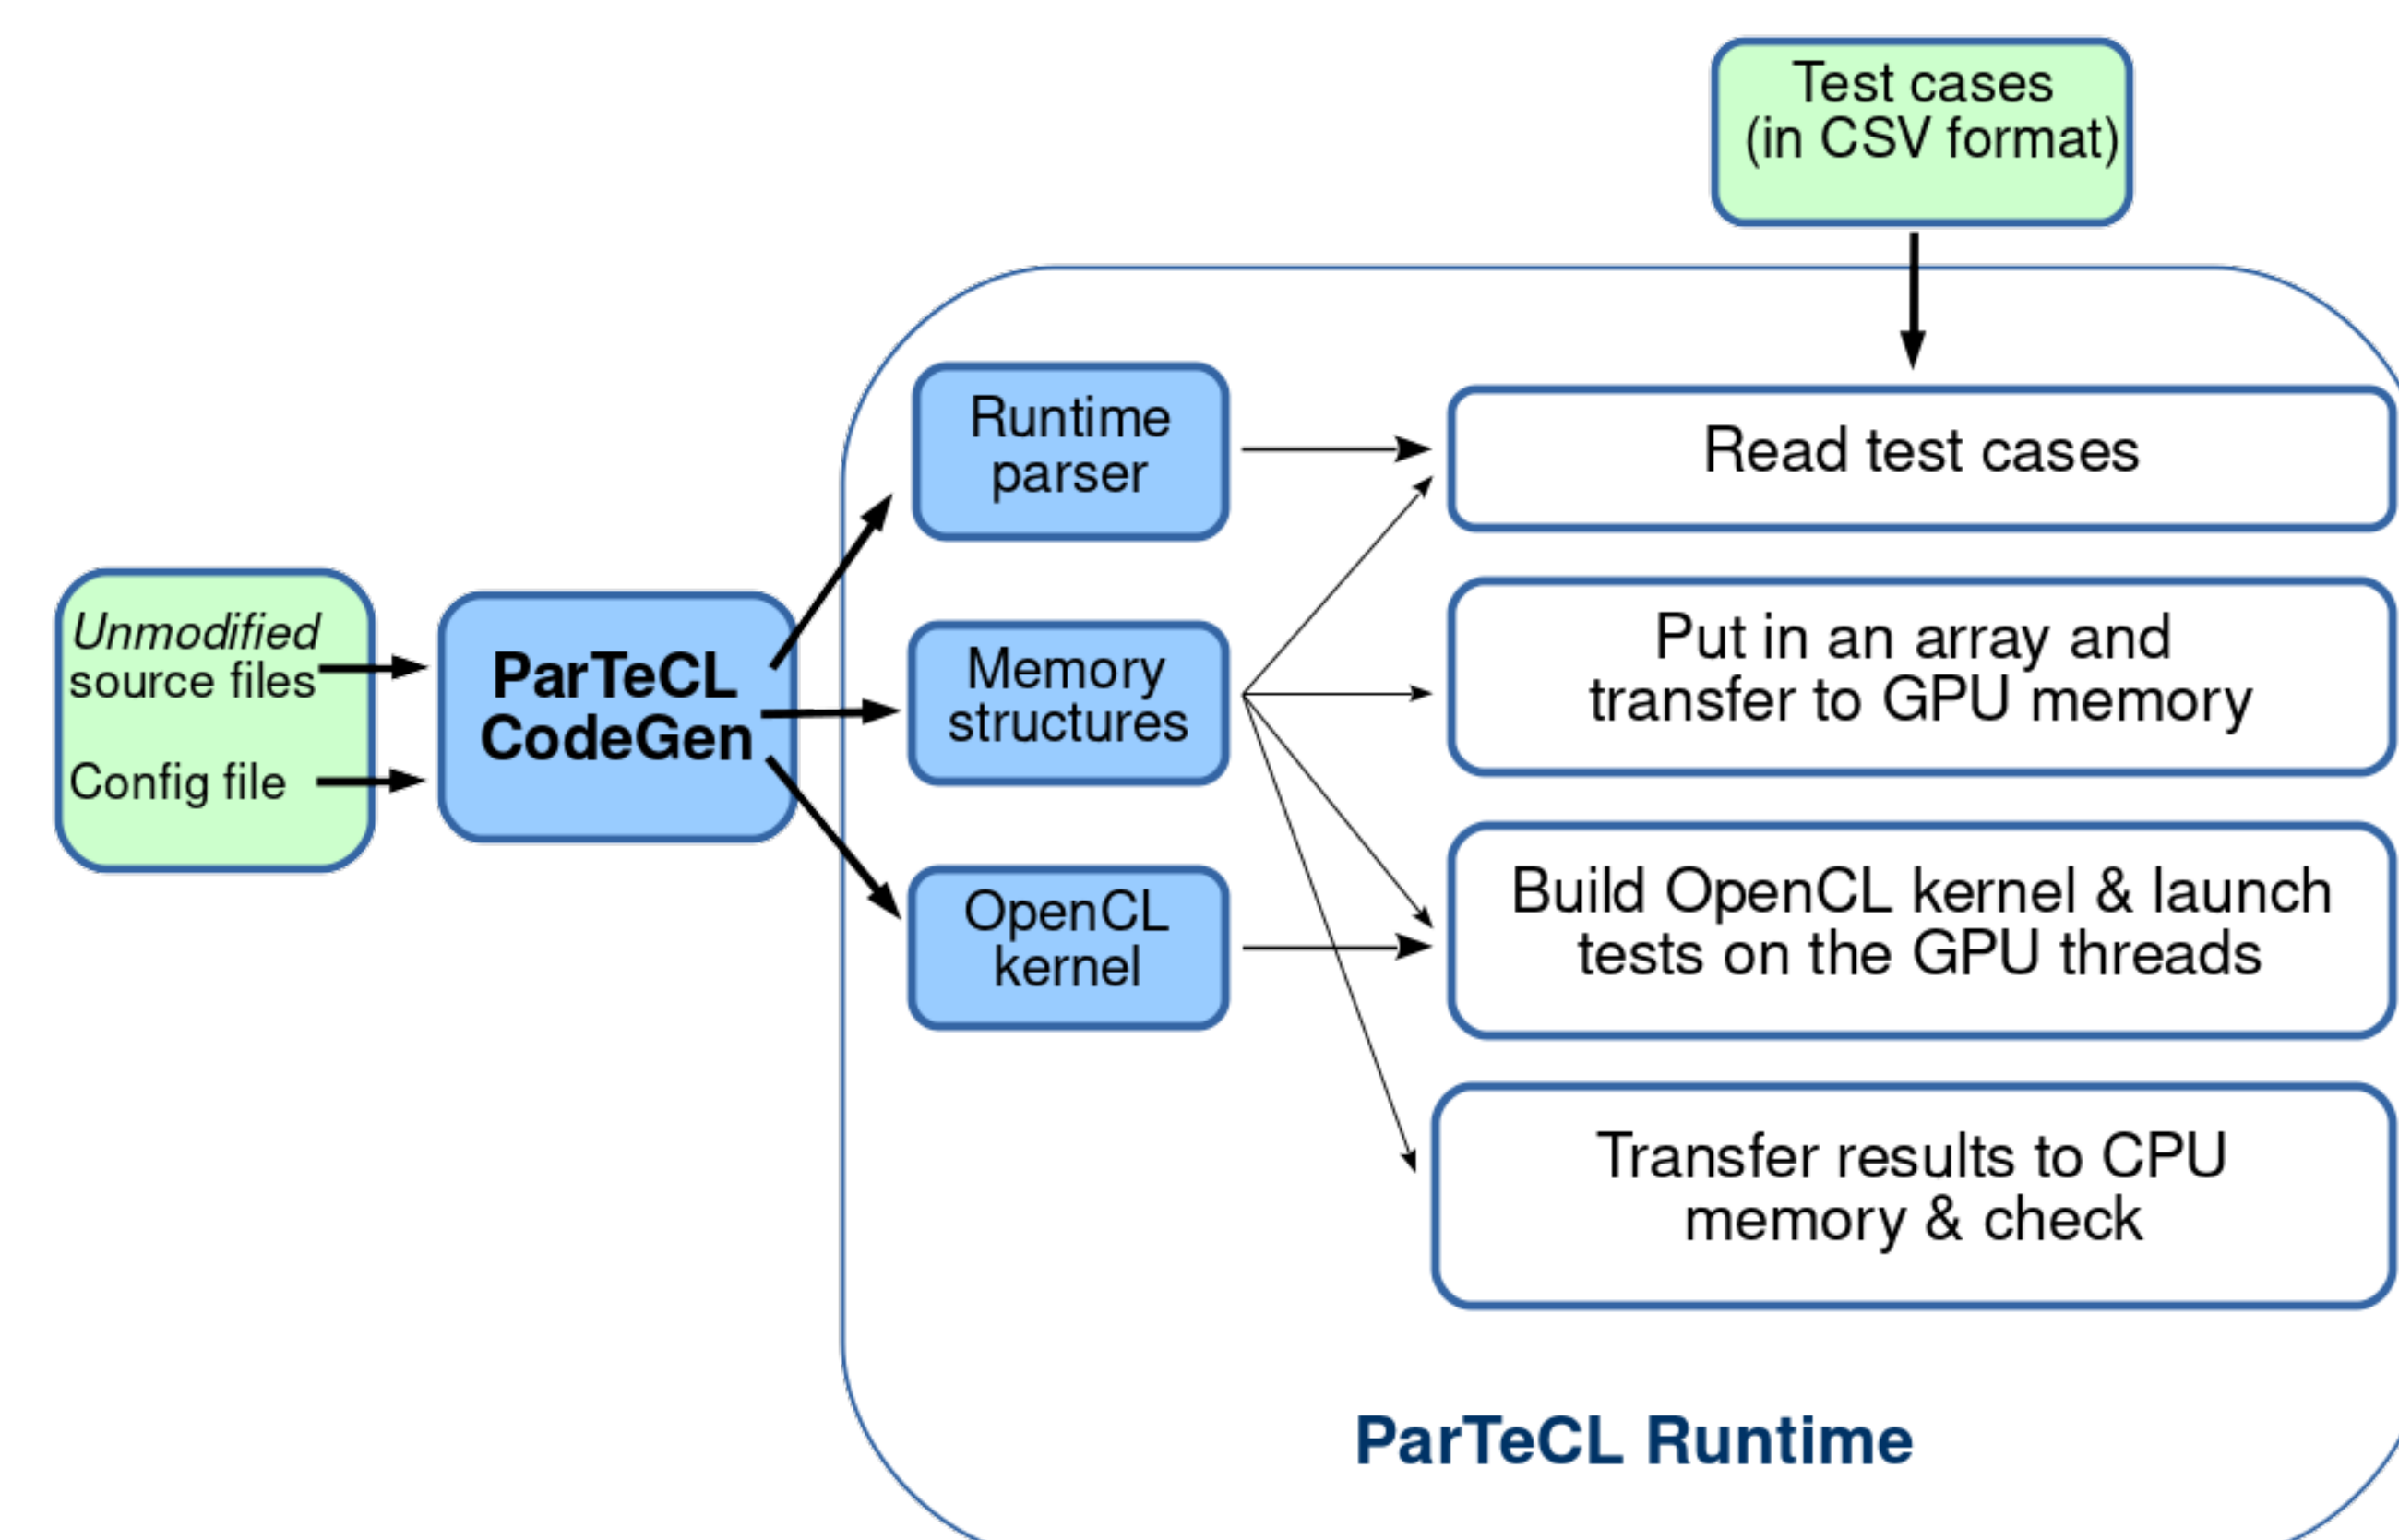 Test cases
(in CSV format)
Runtime
parser
Read test cases
Unmodified
source files
Config file
ParTeCL
CodeGen
Memory
structures
Put in an array and
transfer to GPU memory
OpenCL
kernel
Build OpenCL kernel & launch
tests on the GPU threads
Transfer results to CPU
memory & check
ParTeCL Runtime